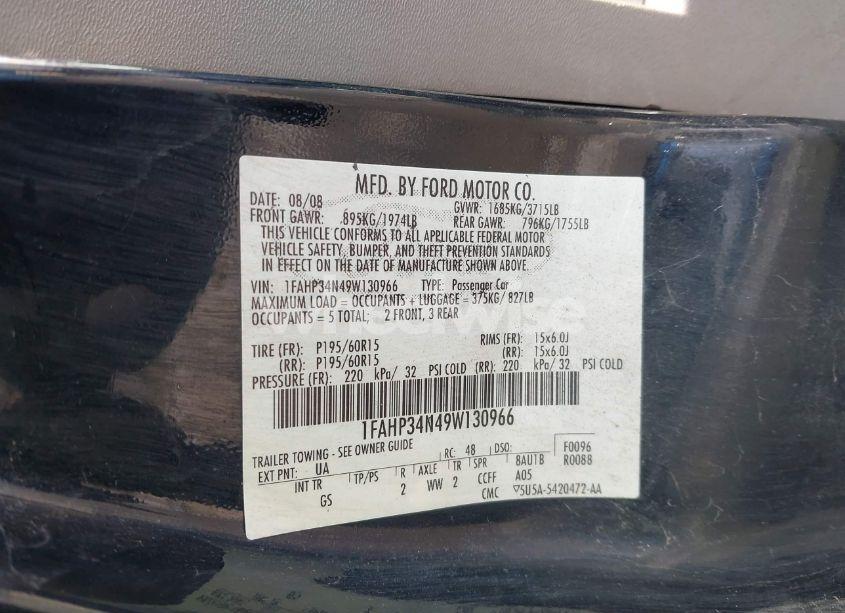 MFD. BY FORD MOTOR CO.
DATE: 08/08 GVWR: 1685KG/3715LB
FRONT GAWR: 895KG/1974LB REAR GAWR: 796KG/1755LB
THIS VEHICLE CONFORMS TO ALL APPLICABLE FEDERAL MOTOR
VEHICLE SAFETY, BUMPER, AND THEFT PREVENTION STANDARDS
IN EFFECT ON THE DATE OF MANUFACTURE SHOWN ABOVE.
VIN: 1FAHP34N49W130966 TYPE: Passenger Car
MAXIMUM LOAD = OCCUPANTS + LUGGAGE = 375KG/ 827LB
OCCUPANTS = 5 TOTAL; 2 FRONT, 3 REAR
TIRE (FR): P195/60R15 RIMS (FR): 15x6.0J
(RR): P195/60R15 (RR): 15x6.0J
PRESSURE (FR): 220 kPa/ 32 PSI COLD (RR): 220 kPa/ 32 PSI COLD
1FAHP34N49W130966
TRAILER TOWING - SEE OWNER GUIDE RC: 48 DSO: F0096
EXT PNT: UA R0088
INT TR TP/PS R AXLE TR SPR 8AUTB
GS 2 WW 2 CCFF A05
CMC ▽5U5A-5420472-AA